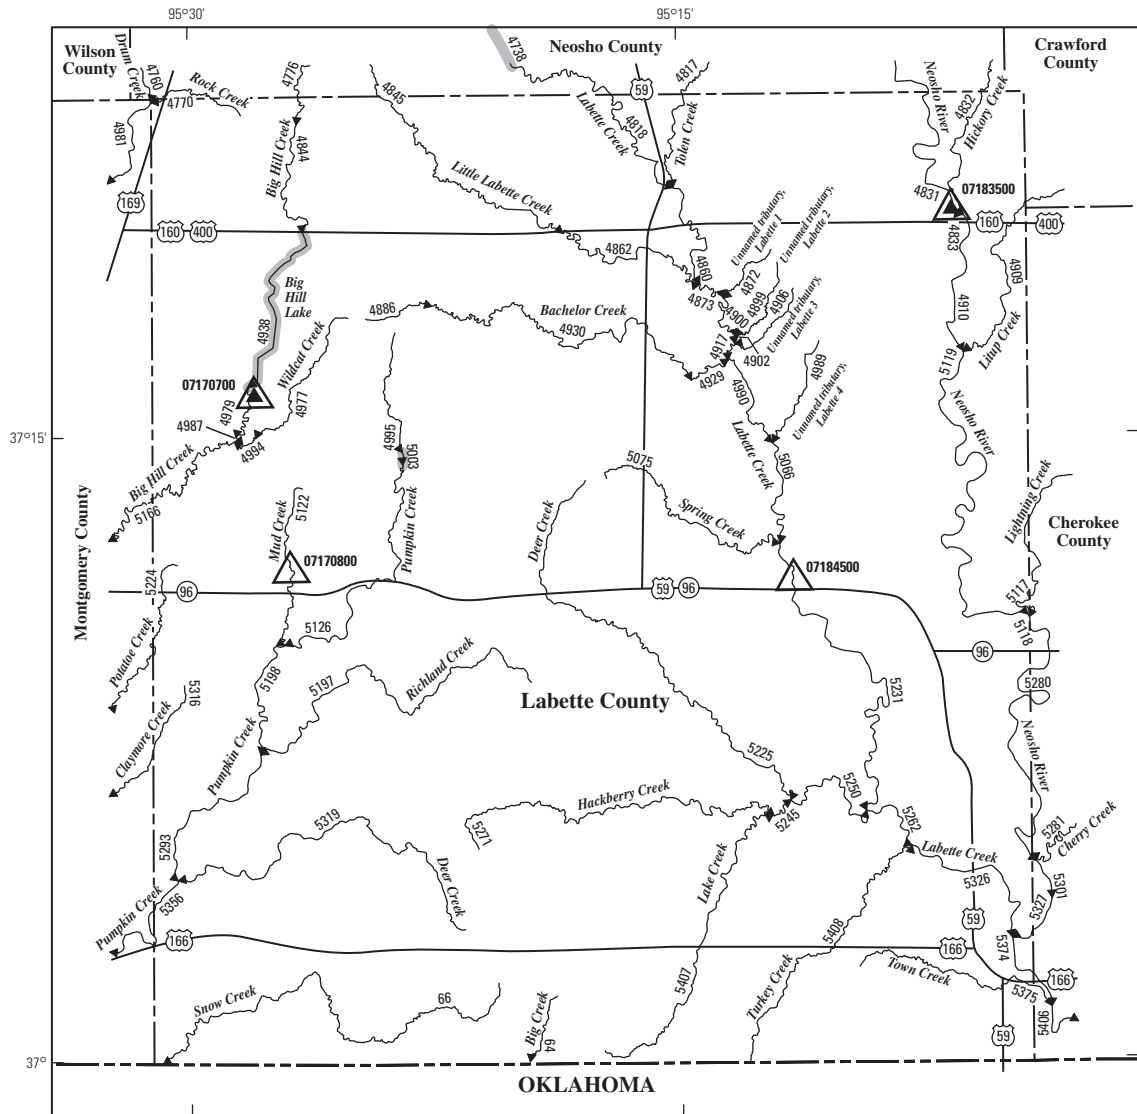 95°30'
95°15'
Wilson
County
Neosho County
Crawford
County
Drum Creek
4760
4770
Rock Creek
4981
4776
4845
4738
4817
59
Labette Creek
4818
Tolen Creek
Neosho River
4832
Hickory Creek
Big Hill Creek
4844
Little Labette Creek
4831
07183500
169
160
400
160
400
4833
4862
Unnamed tributary,
Labette 1
Unnamed tributary,
Labette 2
4860
4872
4873
4899
4900
4906
Unnamed tributary,
Labette 3
4909
4910
Big
Hill
Lake
4938
4886
Bachelor Creek
4930
4917
4902
4929
4989
Unnamed tributary,
Labette 4
4990
5119
Litup Creek
Wildcat Creek
07170700
4979
4977
4987
4994
37°15'
4995
5003
Labette Creek
Neosho River
Big Hill Creek
5166
5122
Mud Creek
Pumpkin Creek
5075
5066
Deer Creek
Spring Creek
Lightning Creek
Montgomery County
Cherokee
County
07170800
07184500
5224
96
59
96
5117
5118
5126
96
Potatoe Creek
5198
5197
Richland Creek
5316
Labette County
5231
5280
Claymore Creek
Pumpkin Creek
Neosho River
5225
Hackberry Creek
5250
5245
5271
5262
5281
Cherry Creek
5319
5293
Deer Creek
Lake Creek
Labette Creek
5326
5301
5327
Pumpkin Creek
5356
5408
59
166
166
5374
5407
Turkey Creek
Town Creek
5375
166
5406
Snow Creek
66
Big Creek
64
59
37°
OKLAHOMA